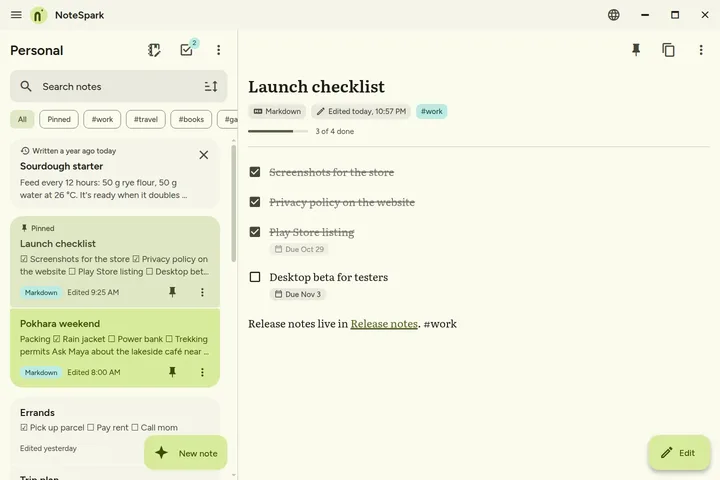 NoteSpark
Personal
2
Search notes
All
Pinned
#work
#travel
#books
#ga
Written a year ago today
Sourdough starter
Feed every 12 hours: 50 g rye flour, 50 g
water at 26 °C. It's ready when it doubles ...
Pinned
Launch checklist
☑ Screenshots for the store ☑ Privacy policy on
the website ☐ Play Store listing ☐ Desktop bet...
Markdown Edited 9:25 AM
Pokhara weekend
Packing ☑ Rain jacket ☐ Power bank ☐ Trekking
permits Ask Maya about the lakeside café near ...
Markdown Edited 8:00 AM
Errands
☑ Pick up parcel ☐ Pay rent ☐ Call mom
Edited yesterday
Trip plan
New note
Launch checklist
Markdown Edited today, 10:57 PM #work
3 of 4 done
Screenshots for the store
Privacy policy on the website
Play Store listing
Due Oct 29
Desktop beta for testers
Due Nov 3
Release notes live in Release notes. #work
Edit